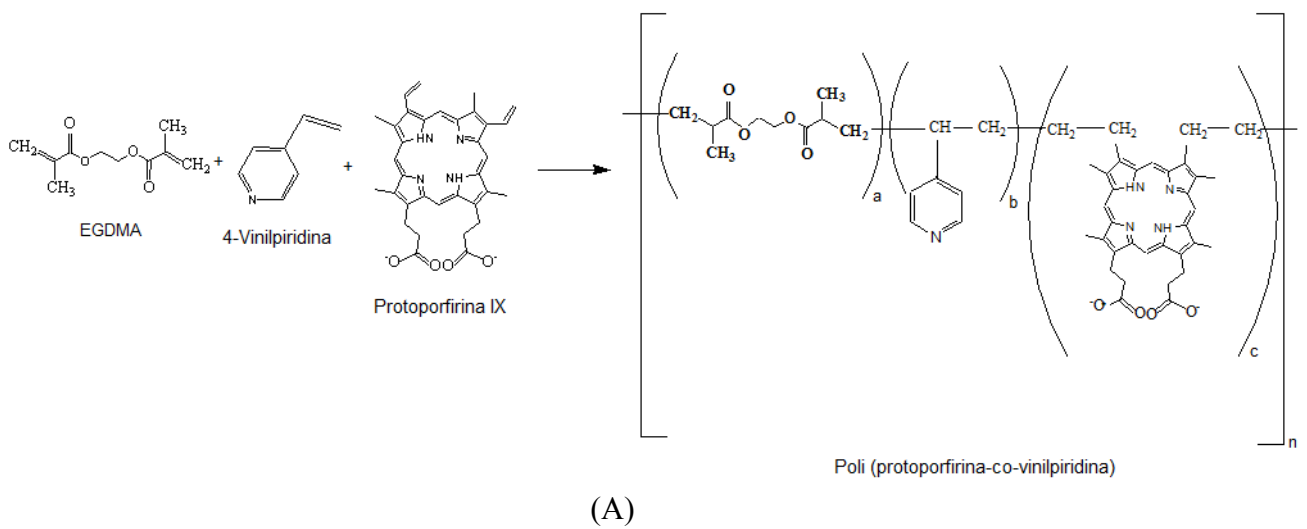 CH₂ CH₃ O O O O CH₃ CH₂
EGDMA
+
N
4-Vinilpiridina
+
HN N N NH
⁻O O O O⁻
Protoporfirina IX
CH₂ O O CH₃ CH₃ O O CH₂
a
CH CH₂
N
b
CH₂ CH₂ CH₂ CH₂
HN N N NH
⁻O O O O⁻
c
n
Poli (protoporfirina-co-vinilpiridina)
(A)